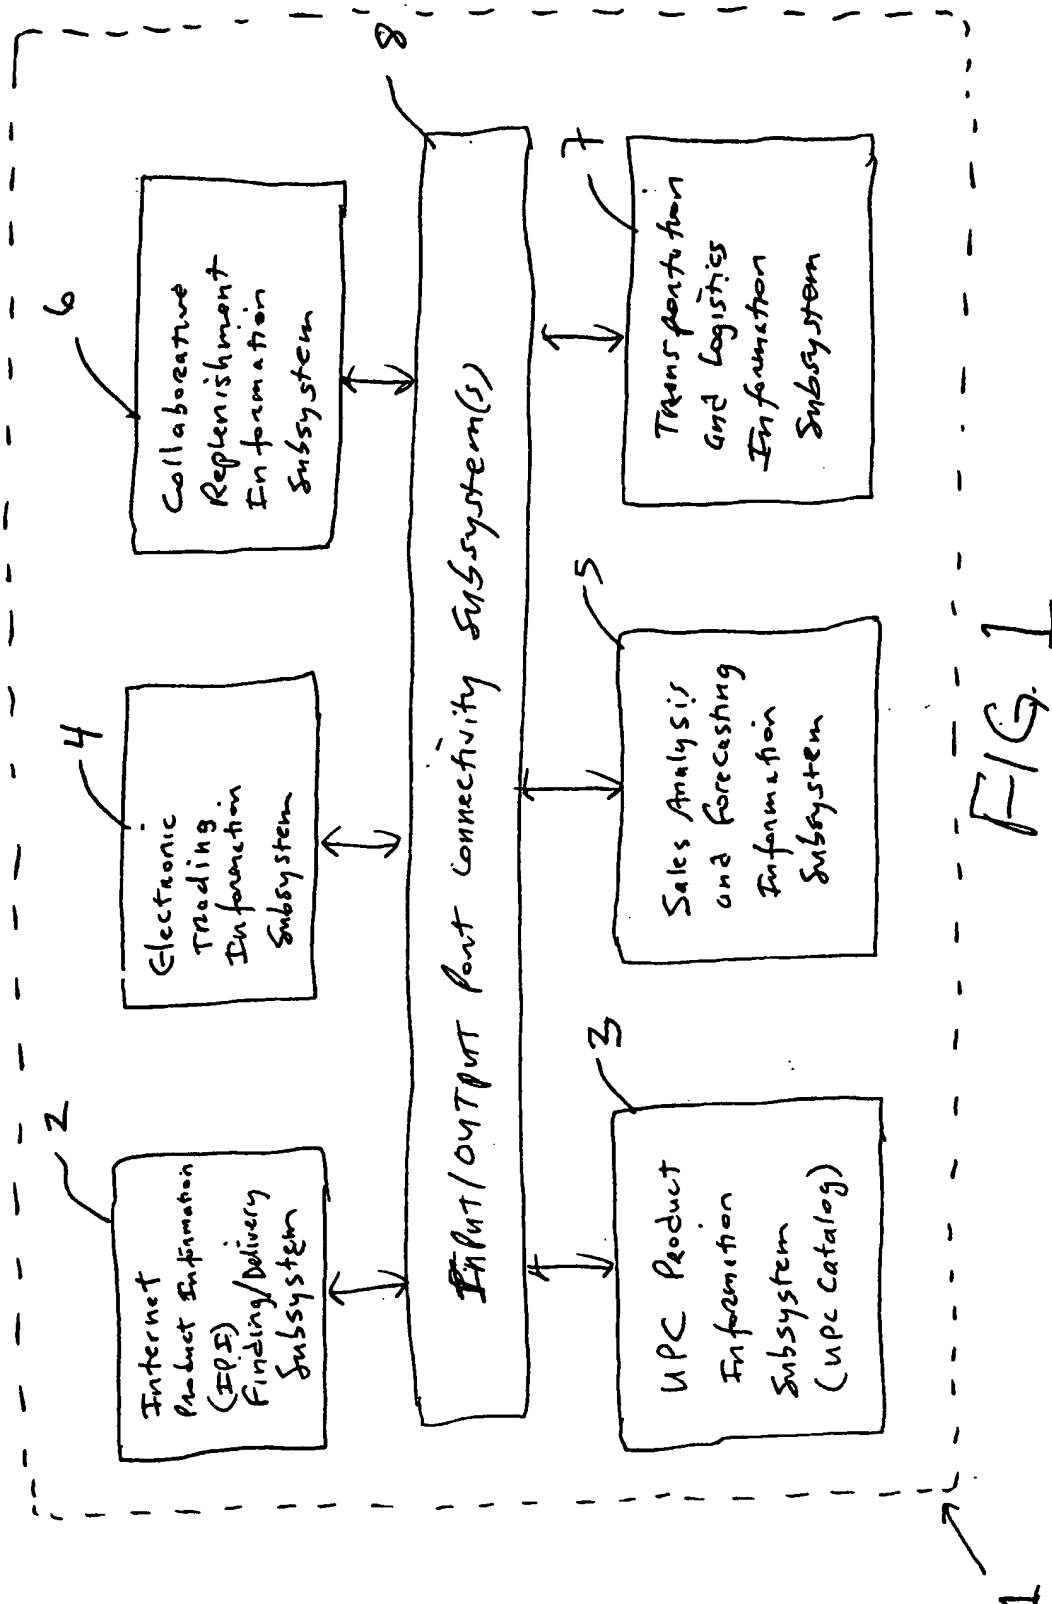 2
Internet
Product Information
(IPI)
Finding/Delivery
Subsystem
4
Electronic
Trading
Information
Subsystem
6
Collaborative
Replenishment
Information
Subsystem
8
Input/Output Port Connectivity Subsystem(s)
3
UPC Product
Information
Subsystem
(UPC Catalog)
5
Sales Analysis
and Forecasting
Information
Subsystem
7
Transportation
and Logistics
Information
Subsystem
1
FIG. 1